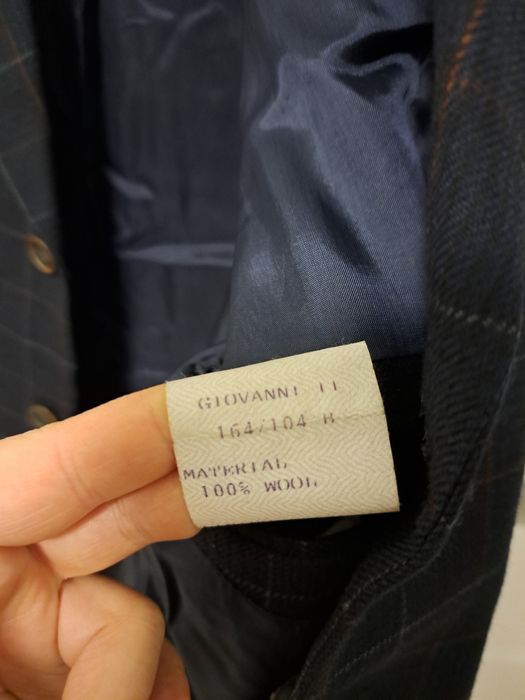 GIOVANNI II
164/104 B
MATERIAL
100% WOOL